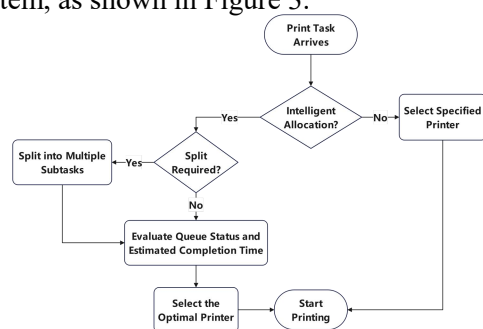 tem, as shown in Figure 3.
Print Task
Arrives
Intelligent
Allocation?
Yes
No
Select Specified
Printer
Split into Multiple
Subtasks
Yes
Split
Required?
No
Evaluate Queue Status and
Estimated Completion Time
Select the
Optimal Printer
Start
Printing